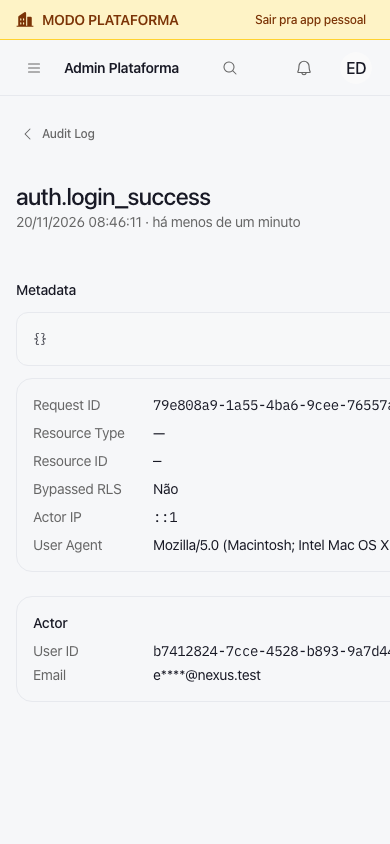 MODO PLATAFORMA
Sair pra app pessoal
Admin Plataforma
ED
Audit Log
auth.login_success
20/11/2026 08:46:11 · há menos de um minuto
Metadata
{}
Request ID 79e808a9-1a55-4ba6-9cee-76557a
Resource Type —
Resource ID —
Bypassed RLS Não
Actor IP ::1
User Agent Mozilla/5.0 (Macintosh; Intel Mac OS X
Actor
User ID b7412824-7cce-4528-b893-9a7d44
Email e****@nexus.test